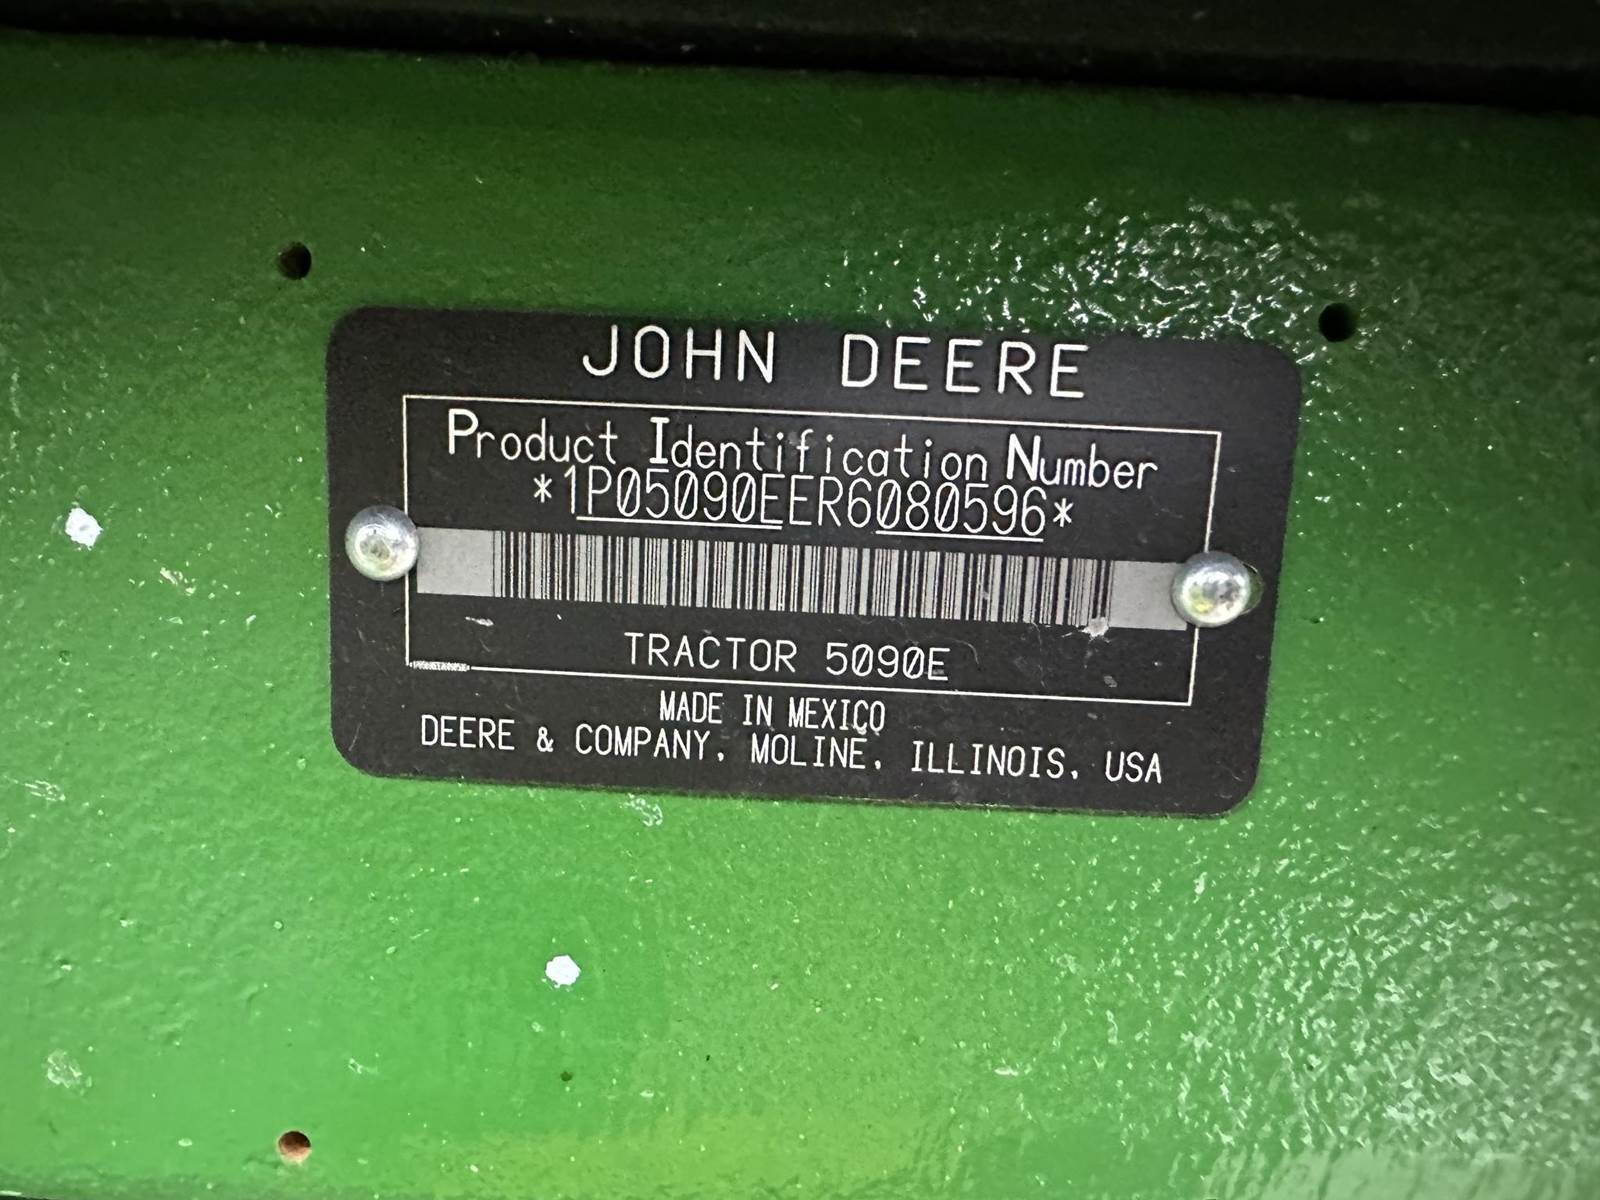 JOHN DEERE
Product Identification Number
*1P05090EER6080596*
TRACTOR 5090E
MADE IN MEXICO
DEERE & COMPANY, MOLINE, ILLINOIS, USA